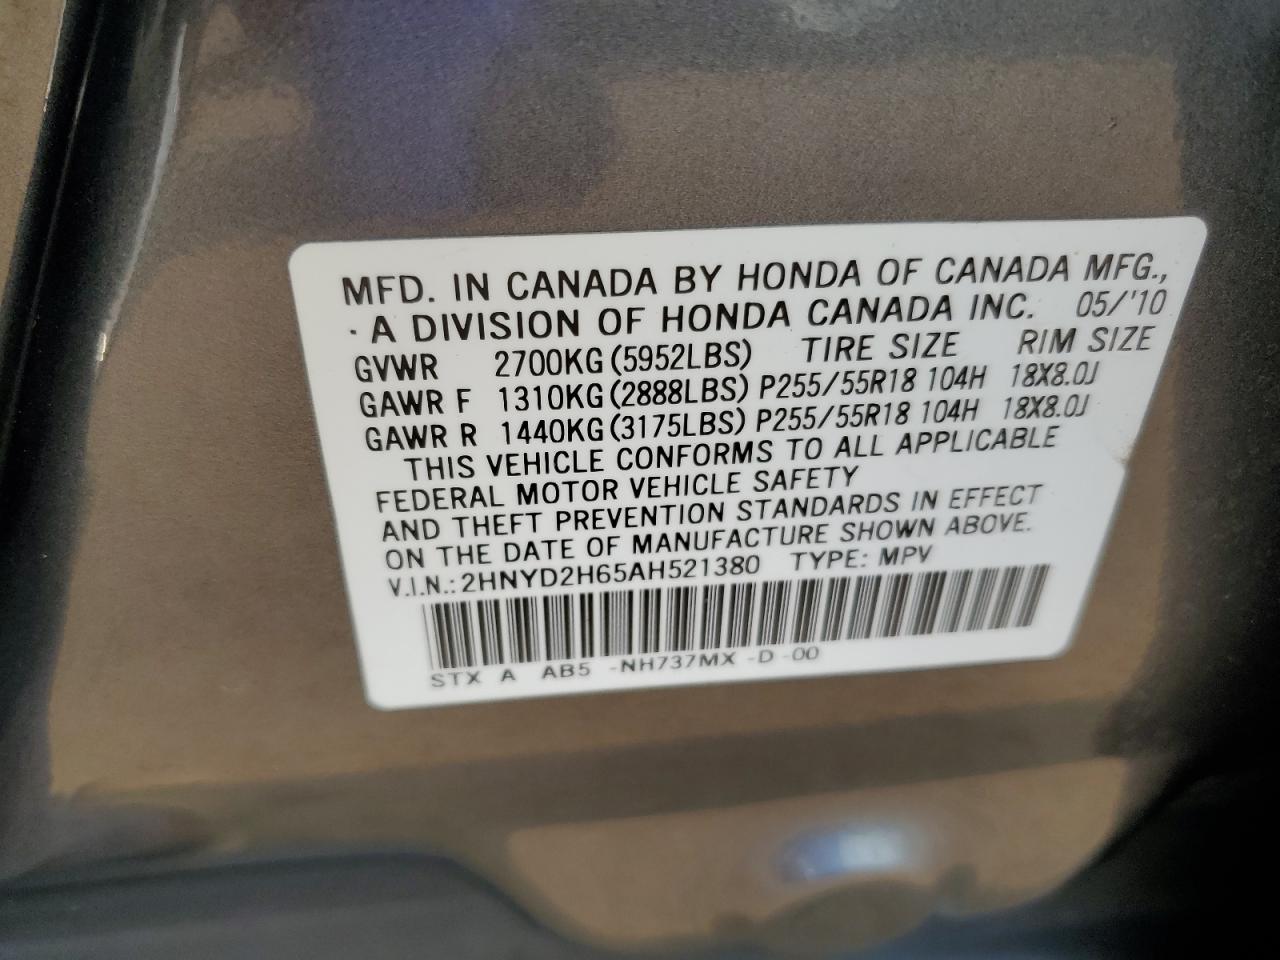 MFD. IN CANADA BY HONDA OF CANADA MFG.,
· A DIVISION OF HONDA CANADA INC. 05/'10
GVWR 2700KG (5952LBS) TIRE SIZE RIM SIZE
GAWR F 1310KG (2888LBS) P255/55R18 104H 18X8.0J
GAWR R 1440KG (3175LBS) P255/55R18 104H 18X8.0J
THIS VEHICLE CONFORMS TO ALL APPLICABLE
FEDERAL MOTOR VEHICLE SAFETY
AND THEFT PREVENTION STANDARDS IN EFFECT
ON THE DATE OF MANUFACTURE SHOWN ABOVE.
V.I.N.: 2HNYD2H65AH521380 TYPE: MPV
STX A AB5 -NH737MX -D -00